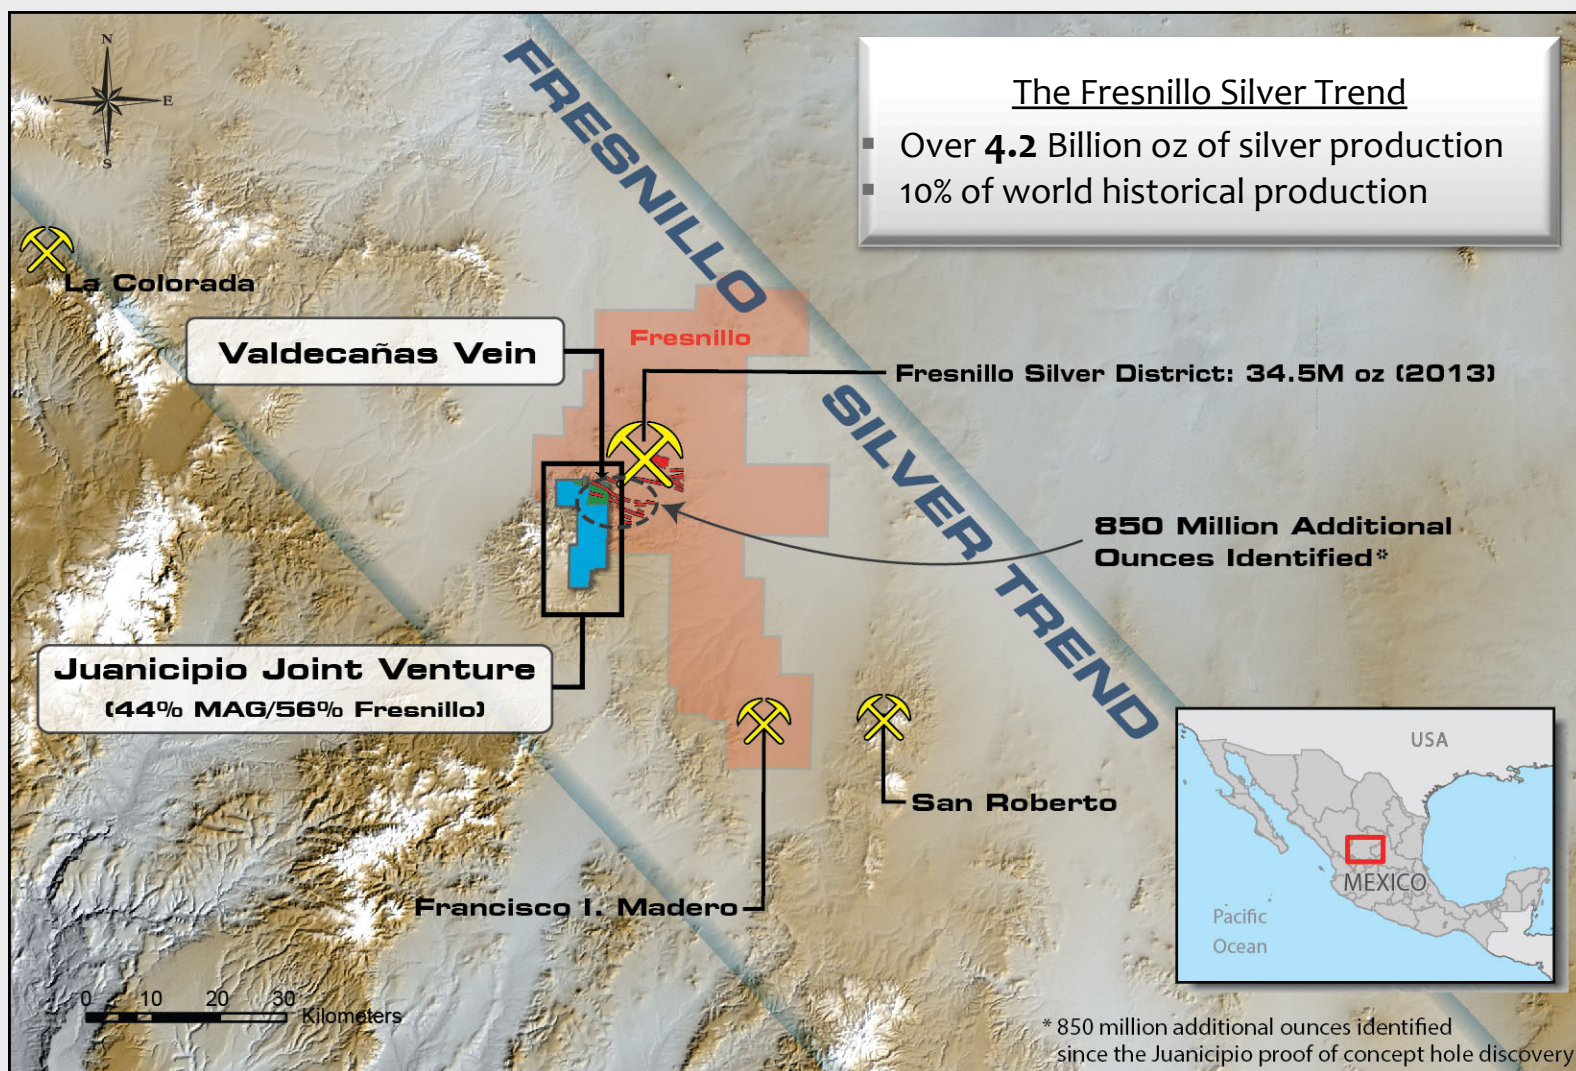 N
W
E
S
The Fresnillo Silver Trend
Over 4.2 Billion oz of silver production
10% of world historical production
FRESNILLO SILVER TREND
La Colorada
Valdecañas Vein
Fresnillo
Fresnillo Silver District: 34.5M oz (2013)
850 Million Additional
Ounces Identified*
Juanicipio Joint Venture
(44% MAG/56% Fresnillo)
San Roberto
Francisco I. Madero
USA
MEXICO
Pacific
Ocean
0 10 20 30
Kilometers
* 850 million additional ounces identified
since the Juanicipio proof of concept hole discovery